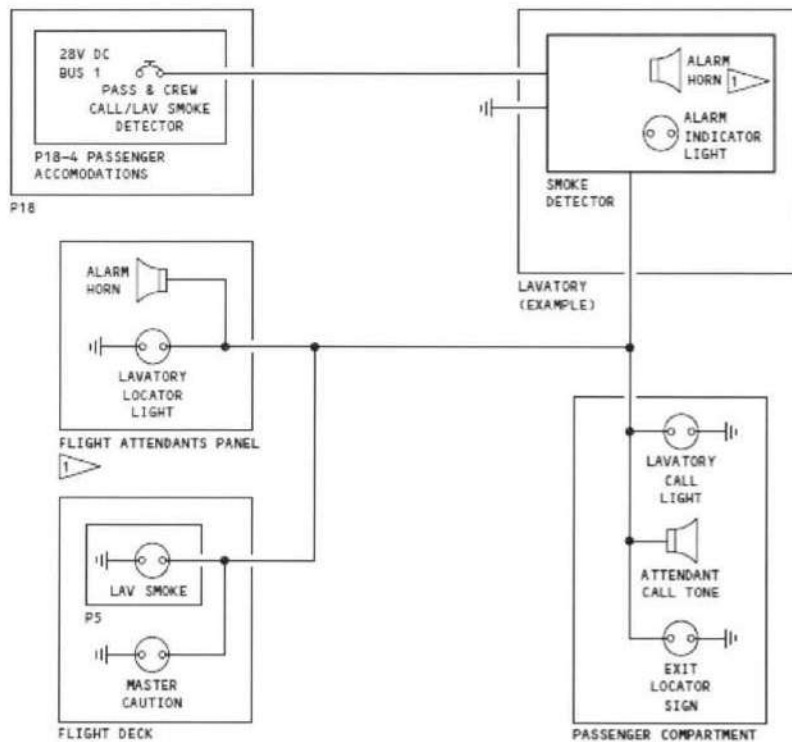 28V DC
BUS 1
PASS & CREW
CALL/LAV SMOKE
DETECTOR
P18-4 PASSENGER
ACCOMODATIONS
P18
ALARM
HORN
1
ALARM
INDICATOR
LIGHT
SMOKE
DETECTOR
LAVATORY
(EXAMPLE)
ALARM
HORN
LAVATORY
LOCATOR
LIGHT
FLIGHT ATTENDANTS PANEL
1
LAV SMOKE
P5
MASTER
CAUTION
FLIGHT DECK
LAVATORY
CALL
LIGHT
ATTENDANT
CALL TONE
EXIT
LOCATOR
SIGN
PASSENGER COMPARTMENT